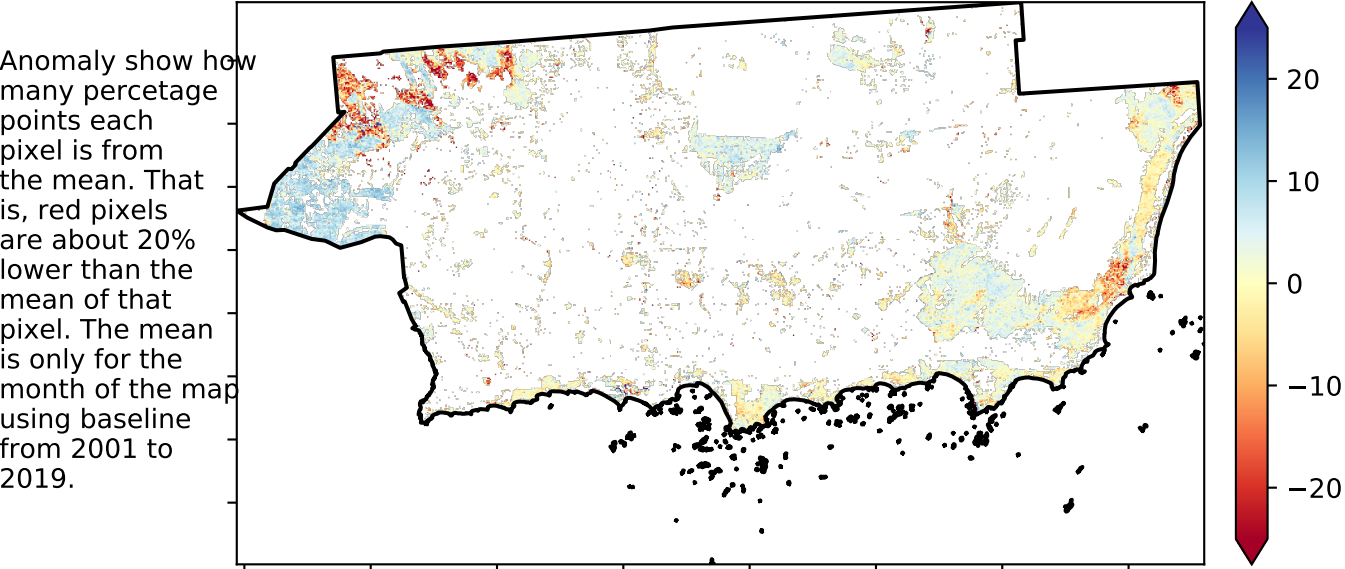 Anomaly show how
many percetage
points each
pixel is from
the mean. That
is, red pixels
are about 20%
lower than the
mean of that
pixel. The mean
is only for the
month of the map
using baseline
from 2001 to
2019.
20
10
0
−10
−20